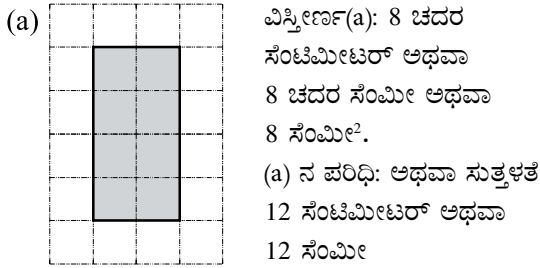 (a)
ವಿಸ್ತೀರ್ಣ(a): 8 ಚದರ
ಸೆಂಟಿಮೀಟರ್ ಅಥವಾ
8 ಚದರ ಸೆಂಮೀ ಅಥವಾ
8 ಸೆಂಮೀ².
(a) ನ ಪರಿಧಿ: ಅಥವಾ ಸುತ್ತಳತೆ
12 ಸೆಂಟಿಮೀಟರ್ ಅಥವಾ
12 ಸೆಂಮೀ